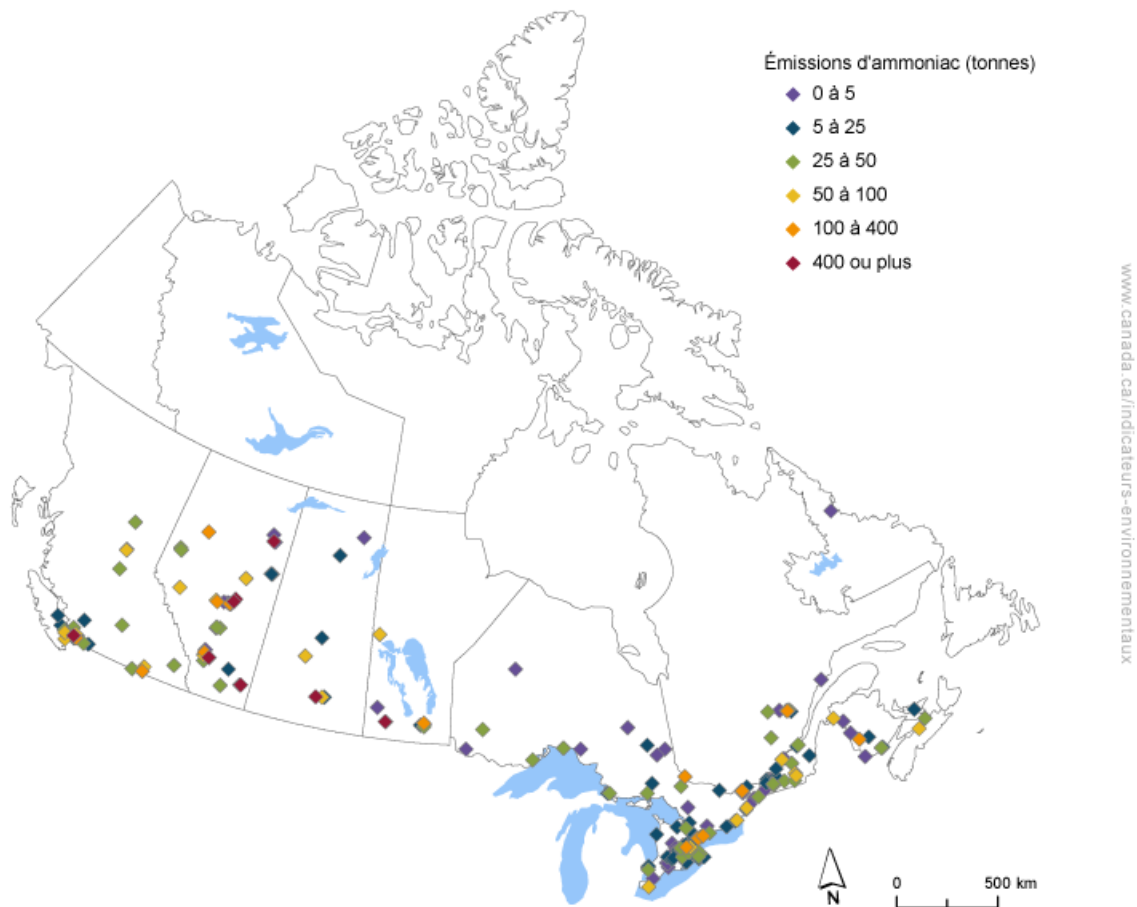 Émissions d'ammoniac (tonnes)
0 à 5
5 à 25
25 à 50
50 à 100
100 à 400
400 ou plus
www.canada.ca/indicateurs-environnementaux
N
0 500 km